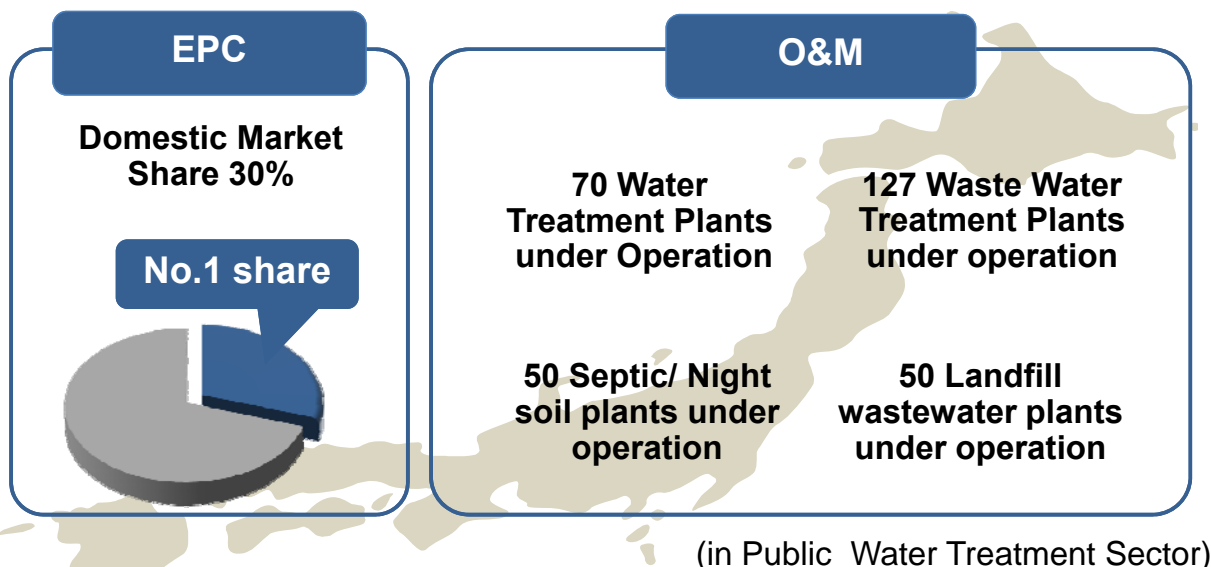 EPC
Domestic Market
Share 30%
No.1 share
O&M
70 Water
Treatment Plants
under Operation
127 Waste Water
Treatment Plants
under operation
50 Septic/ Night
soil plants under
operation
50 Landfill
wastewater plants
under operation
(in Public  Water Treatment Sector)